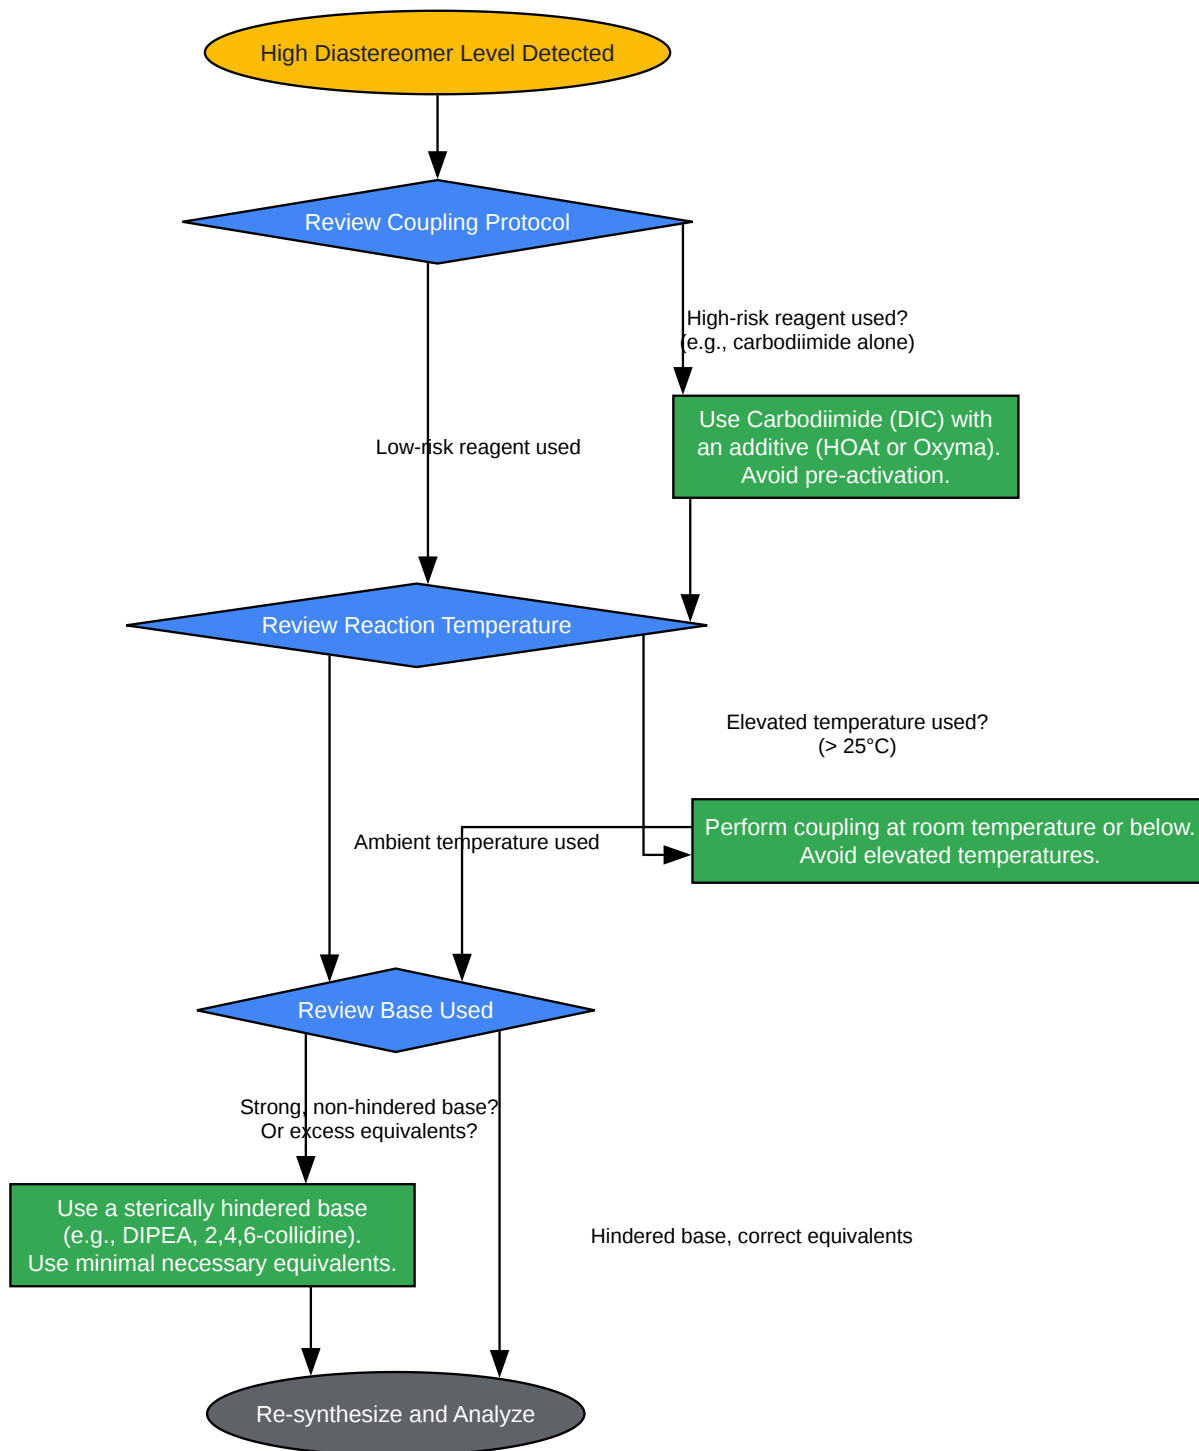 High Diastereomer Level Detected
Review Coupling Protocol
High-risk reagent used?
(e.g., carbodiimide alone)
Use Carbodiimide (DIC) with
an additive (HOAt or Oxyma).
Avoid pre-activation.
Low-risk reagent used
Review Reaction Temperature
Elevated temperature used?
(> 25°C)
Perform coupling at room temperature or below.
Avoid elevated temperatures.
Ambient temperature used
Review Base Used
Strong, non-hindered base?
Or excess equivalents?
Use a sterically hindered base
(e.g., DIPEA, 2,4,6-collidine).
Use minimal necessary equivalents.
Hindered base, correct equivalents
Re-synthesize and Analyze